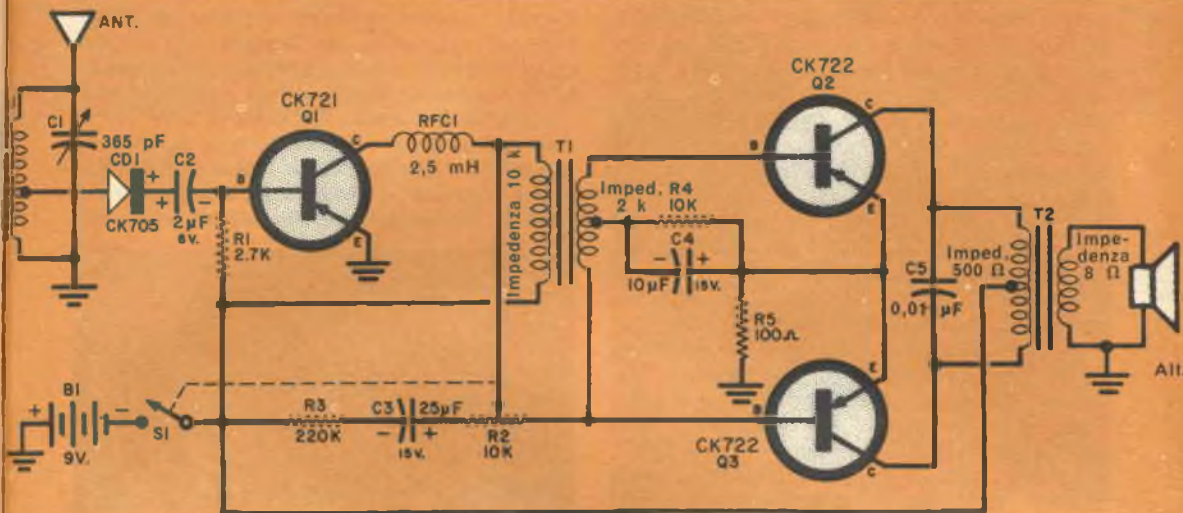 ANT.
C1
365 pF
CD1
+
CK705
C2
+ -
2µF
6v.
B
CK721
Q1
C
E
R1
2.7K
RFC1
2,5 mH
Impedenza 10 k
T1
Imped.
2 k
R4
10K
C4
- +
10µF 15v.
R5
100Ω
CK722
Q2
B
C
E
CK722
Q3
B
E
C
C5
0,01 µF
Imped.
500 Ω
T2
Impe-
denza
8 Ω
Alt.
B1
+ -
9V.
S1
R3
220K
C3
25µF
- +
15v.
R2
10K